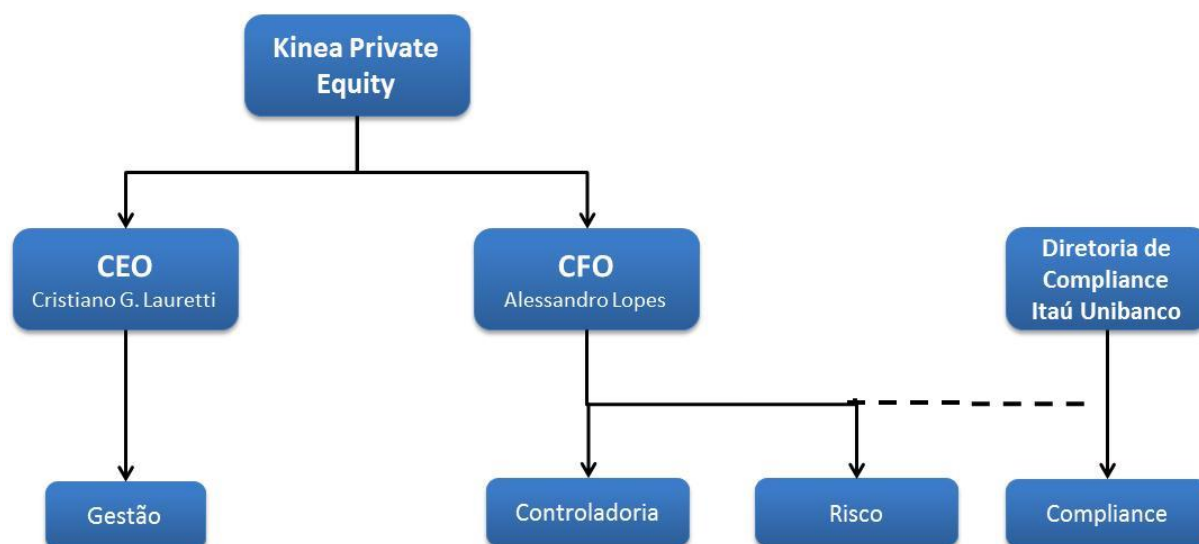 Kinea Private
Equity
CEO
Cristiano G. Lauretti
CFO
Alessandro Lopes
Diretoria de
Compliance
Itaú Unibanco
Gestão
Controladoria
Risco
Compliance